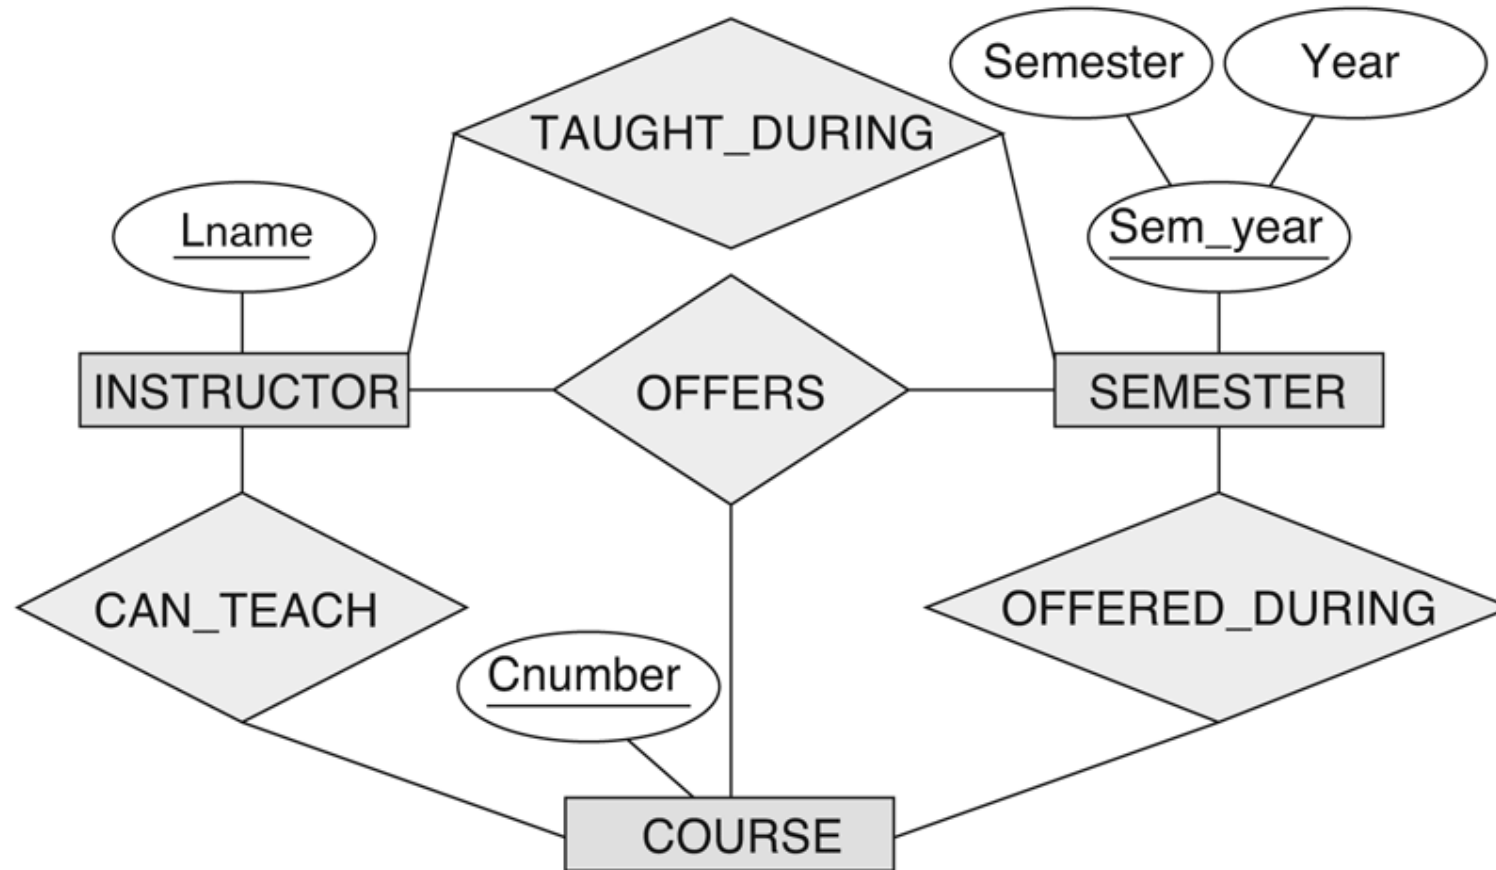 Semester
Year
TAUGHT_DURING
Lname
Sem_year
INSTRUCTOR
OFFERS
SEMESTER
CAN_TEACH
OFFERED_DURING
Cnumber
COURSE